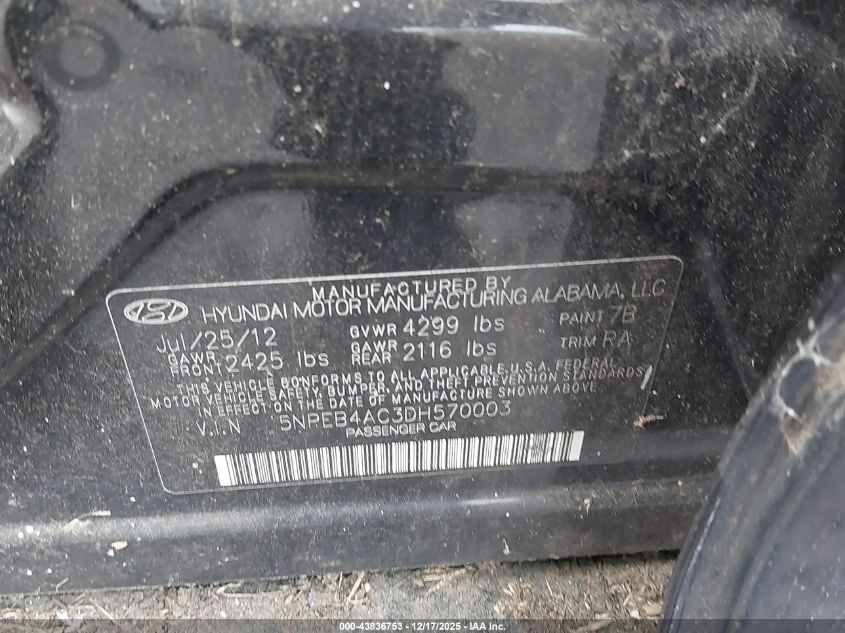 MANUFACTURED BY
HYUNDAI MOTOR MANUFACTURING ALABAMA, LLC
Jul/25/12 GVWR 4299 lbs PAINT 7B
GAWR FRONT 2425 lbs GAWR REAR 2116 lbs TRIM RA
THIS VEHICLE CONFORMS TO ALL APPLICABLE U.S.A. FEDERAL
MOTOR VEHICLE SAFETY, BUMPER, AND THEFT PREVENTION STANDARDS
IN EFFECT ON THE DATE OF MANUFACTURE SHOWN ABOVE.
V.I.N 5NPEB4AC3DH570003
PASSENGER CAR
000-43836753 - 12/17/2025 - IAA Inc.